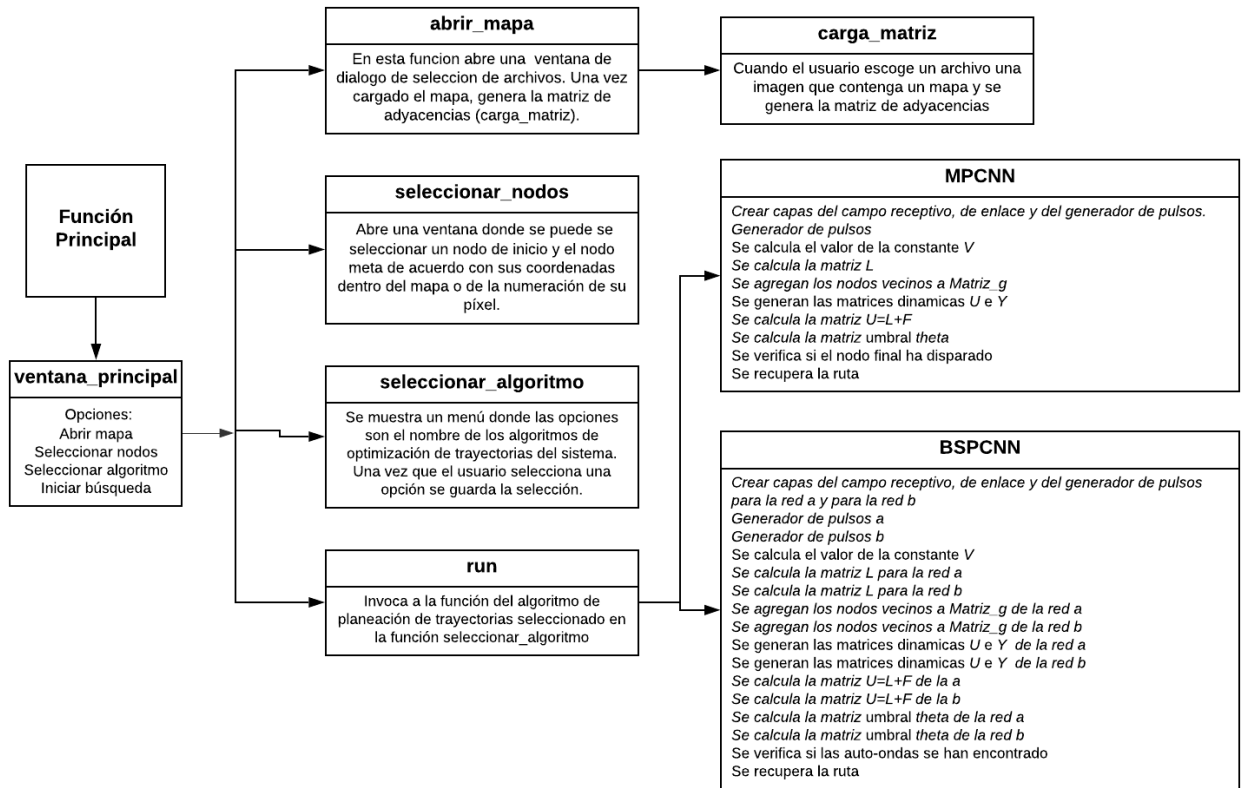 abrir_mapa
En esta funcion abre una ventana de
dialogo de seleccion de archivos. Una vez
cargado el mapa, genera la matriz de
adyacencias (carga_matriz).
carga_matriz
Cuando el usuario escoge un archivo una
imagen que contenga un mapa y se
genera la matriz de adyacencias
Función
Principal
seleccionar_nodos
Abre una ventana donde se puede se
seleccionar un nodo de inicio y el nodo
meta de acuerdo con sus coordenadas
dentro del mapa o de la numeración de su
píxel.
ventana_principal
Opciones:
Abrir mapa
Seleccionar nodos
Seleccionar algoritmo
Iniciar búsqueda
seleccionar_algoritmo
Se muestra un menú donde las opciones
son el nombre de los algoritmos de
optimización de trayectorias del sistema.
Una vez que el usuario selecciona una
opción se guarda la selección.
run
Invoca a la función del algoritmo de
planeación de trayectorias seleccionado en
la función seleccionar_algoritmo
MPCNN
Crear capas del campo receptivo, de enlace y del generador de pulsos.
Generador de pulsos
Se calcula el valor de la constante V
Se calcula la matriz L
Se agregan los nodos vecinos a Matriz_g
Se generan las matrices dinamicas U e Y
Se calcula la matriz U=L+F
Se calcula la matriz umbral theta
Se verifica si el nodo final ha disparado
Se recupera la ruta
BSPCNN
Crear capas del campo receptivo, de enlace y del generador de pulsos
para la red a y para la red b
Generador de pulsos a
Generador de pulsos b
Se calcula el valor de la constante V
Se calcula la matriz L para la red a
Se calcula la matriz L para la red b
Se agregan los nodos vecinos a Matriz_g de la red a
Se agregan los nodos vecinos a Matriz_g de la red b
Se generan las matrices dinamicas U e Y de la red a
Se generan las matrices dinamicas U e Y de la red b
Se calcula la matriz U=L+F de la a
Se calcula la matriz U=L+F de la b
Se calcula la matriz umbral theta de la red a
Se calcula la matriz umbral theta de la red b
Se verifica si las auto-ondas se han encontrado
Se recupera la ruta